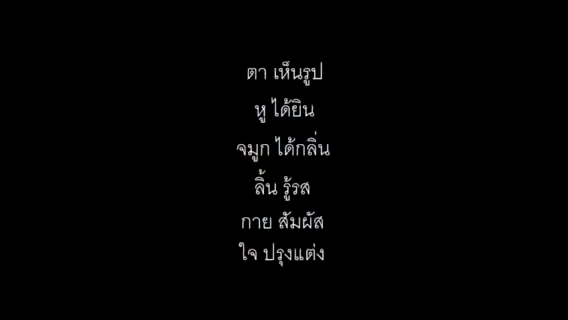 ตา เห็นรูป
หู ได้ยิน
จมูก ได้กลิ่น
ลิ้น รู้รส
กาย สัมผัส
ใจ ปรุงแต่ง